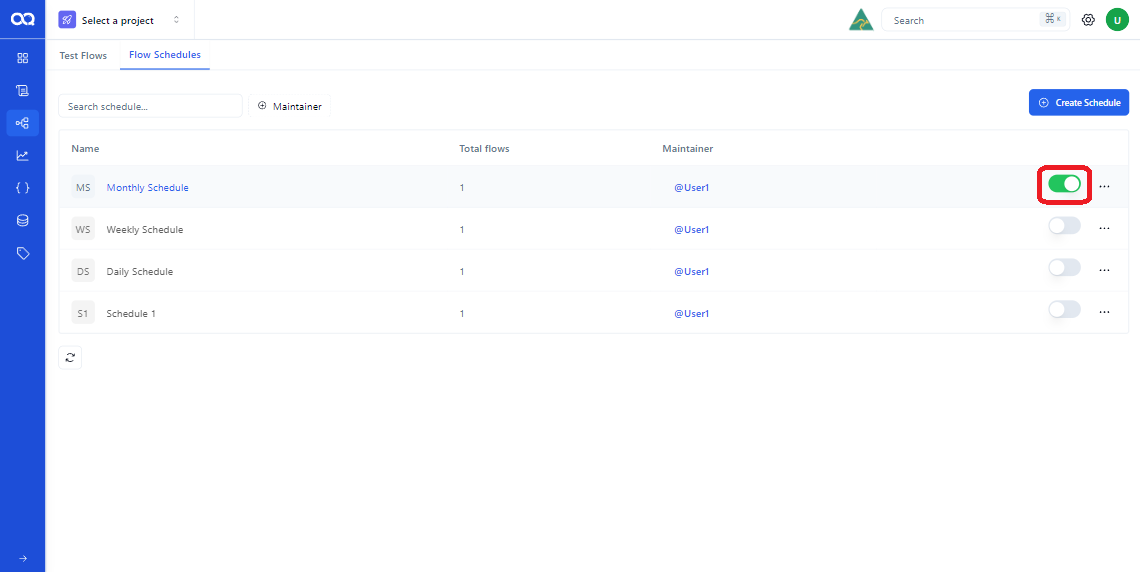 Select a project
Search
⌘ K
U
Test Flows
Flow Schedules
Search schedule...
Maintainer
Create Schedule
Name Total flows Maintainer
MS Monthly Schedule 1 @User1
WS Weekly Schedule 1 @User1
DS Daily Schedule 1 @User1
S1 Schedule 1 1 @User1